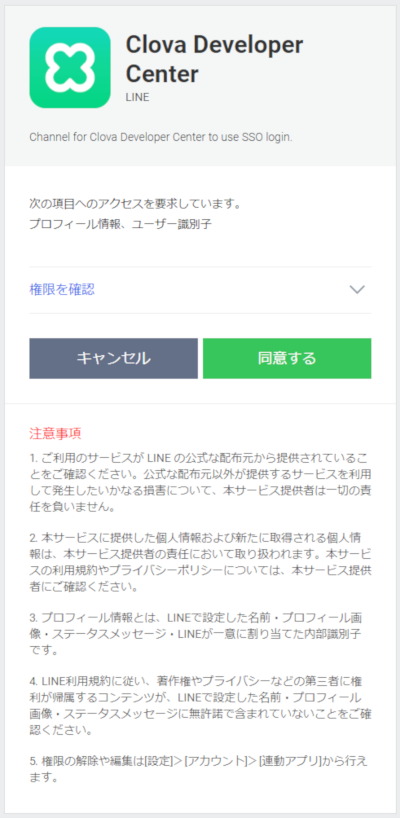 Clova Developer
Center
LINE
Channel for Clova Developer Center to use SSO login.
次の項目へのアクセスを要求しています。
プロフィール情報、ユーザー識別子
権限を確認
キャンセル
同意する
注意事項
1. ご利用のサービスが LINE の公式な配布元から提供されているこ
とをご確認ください。公式な配布元以外が提供するサービスを利用
して発生したいかなる損害について、本サービス提供者は一切の責
任を負いません。
2. 本サービスに提供した個人情報および新たに取得される個人情
報は、本サービス提供者の責任において取り扱われます。本サービ
スの利用規約やプライバシーポリシーについては、本サービス提供
者にご確認ください。
3. プロフィール情報とは、LINEで設定した名前・プロフィール画
像・ステータスメッセージ・LINEが一意に割り当てた内部識別子
です。
4. LINE利用規約に従い、著作権やプライバシーなどの第三者に権
利が帰属するコンテンツが、LINEで設定した名前・プロフィール
画像・ステータスメッセージに無許諾で含まれていないことをご確
認ください。
5. 権限の解除や編集は[設定]＞[アカウント]＞[連動アプリ]から行え
ます。